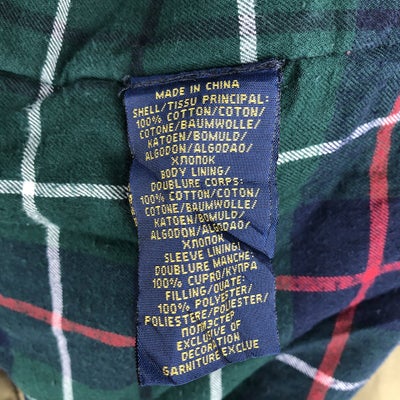 MADE IN CHINA
SHELL/TISSU PRINCIPAL:
100% COTTON/COTON/
COTONE/BAUMWOLLE/
KATOEN/BOMULD/
ALGODON/ALGODAO/
ХЛОПОК
BODY LINING/
DOUBLURE CORPS:
100% COTTON/COTON/
COTONE/BAUMWOLLE/
KATOEN/BOMULD/
ALGODON/ALGODAO/
ХЛОПОК
SLEEVE LINING/
DOUBLURE MANCHE:
100% CUPRO/КУПРА
FILLING/OUATE:
100% POLYESTER/
POLIESTERE/POLIESTER/
ПОЛИЭСТЕР
EXCLUSIVE OF
DECORATION
GARNITURE EXCLUE